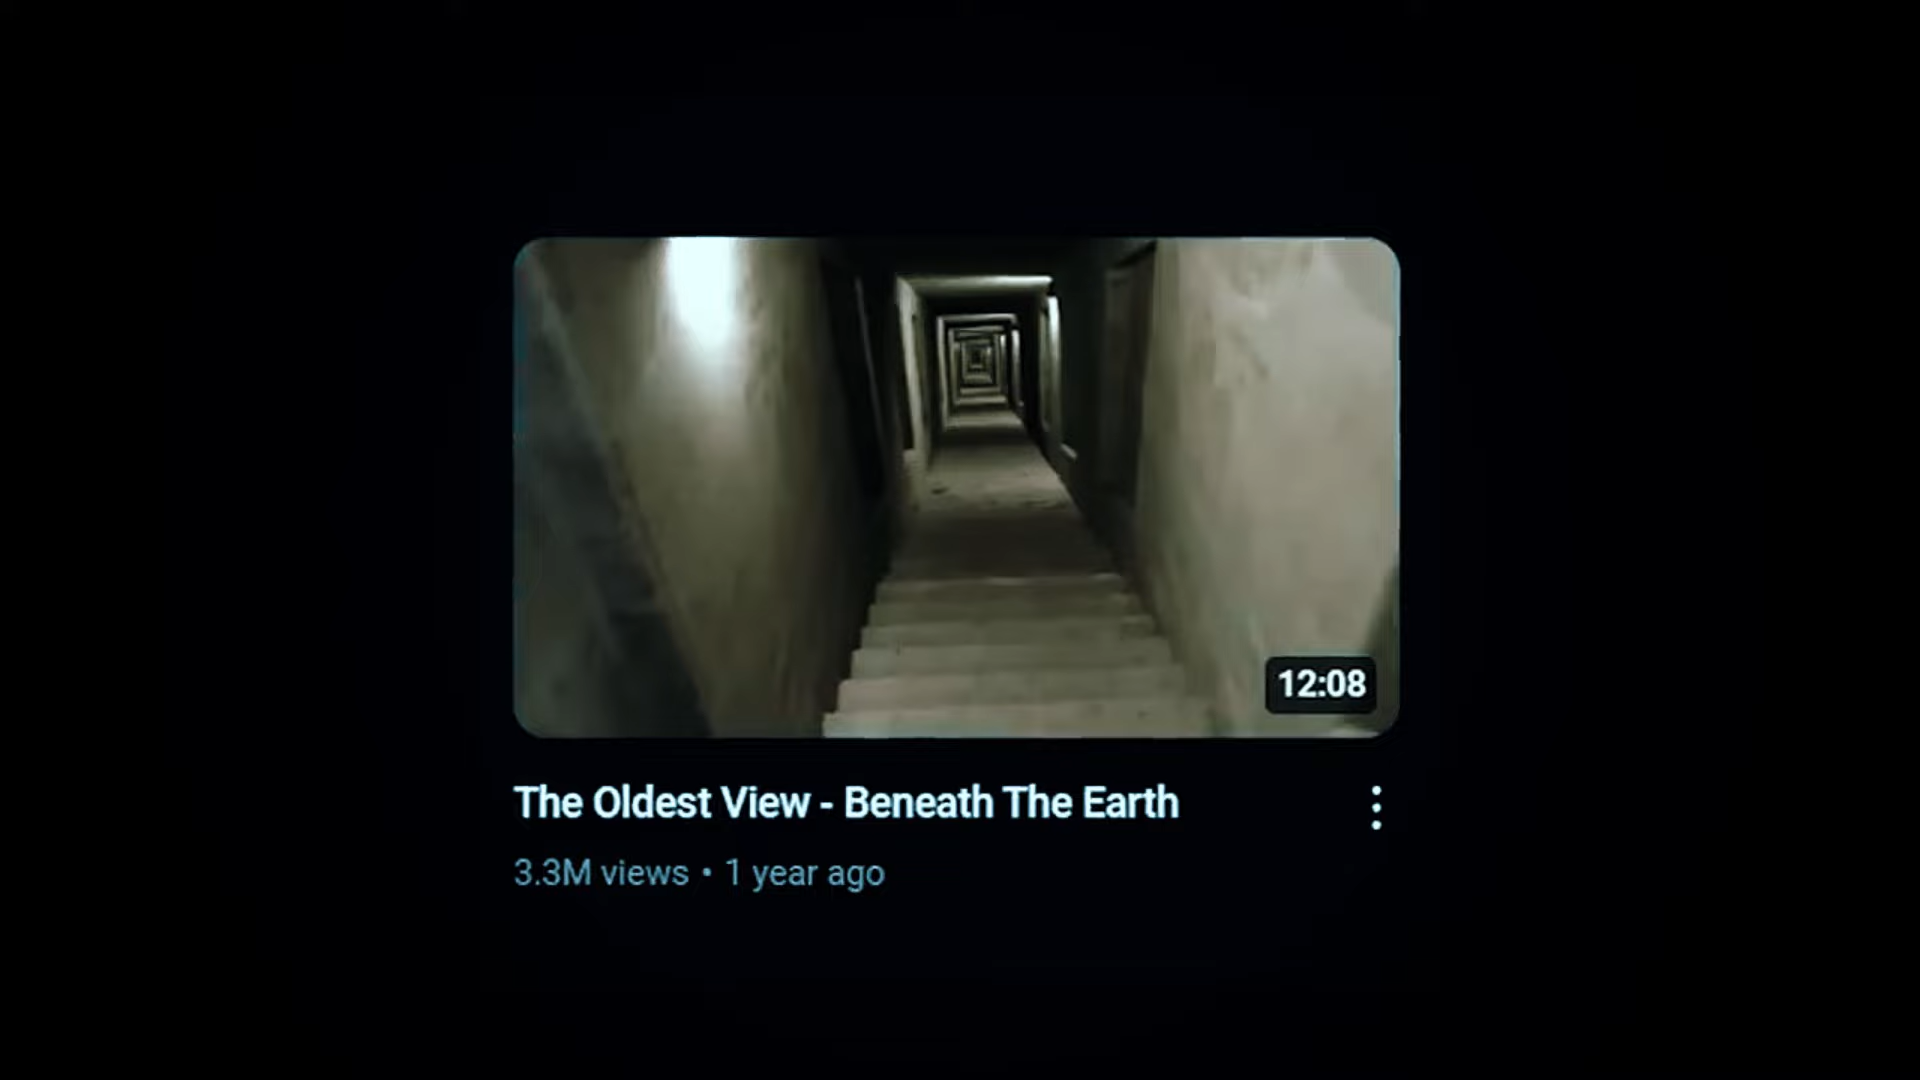 12:08
The Oldest View - Beneath The Earth
3.3M views • 1 year ago